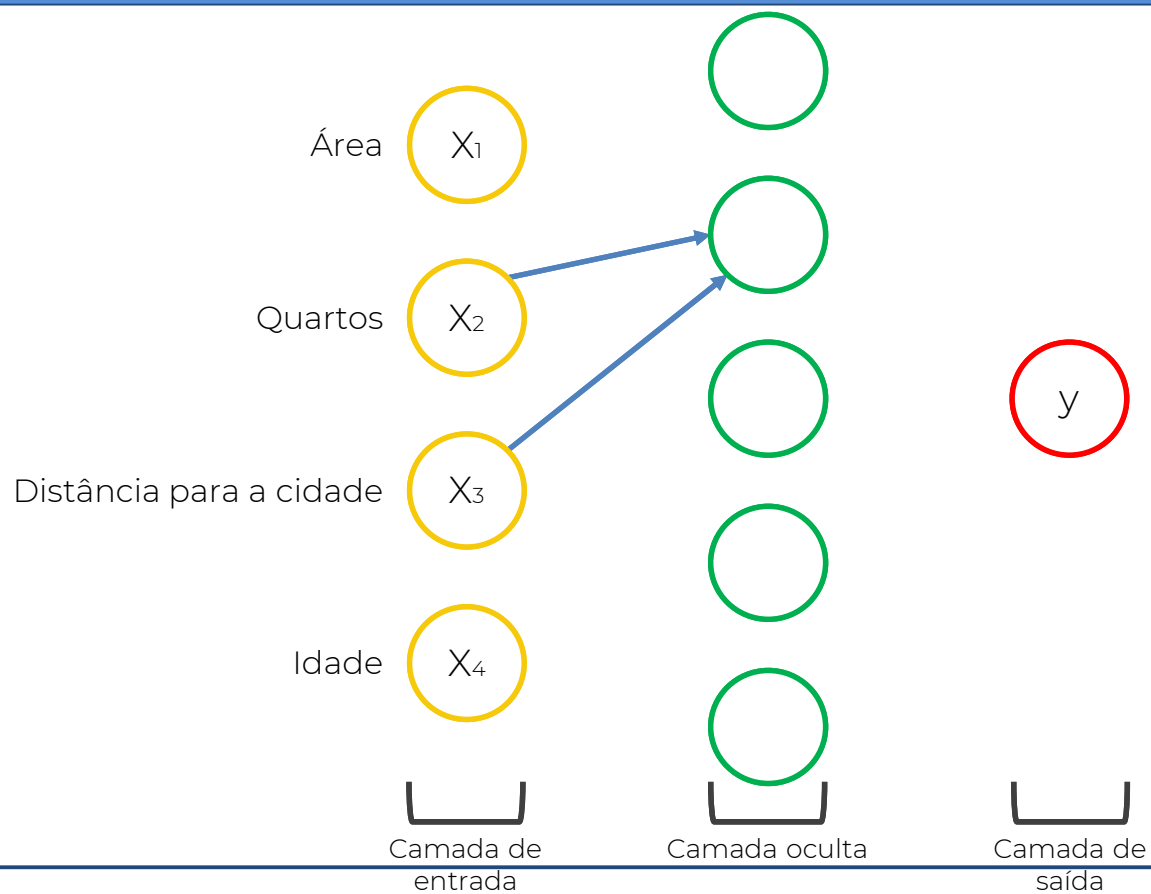 Área
X1
Quartos
X2
Distância para a cidade
X3
Idade
X4
y
Camada de
entrada
Camada oculta
Camada de
saída